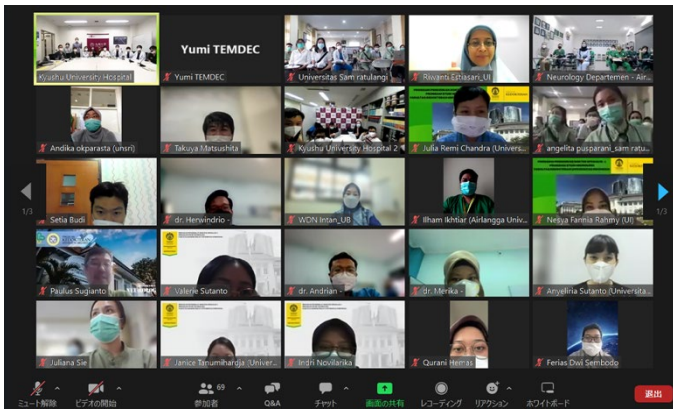 Kyushu University Hospital
Yumi TEMDEC
Yumi TEMDEC
Universitas Sam ratulangi
Riwanti Estiasari_UI
Neurology Departemen - Air...
Andika okparasta (unsri)
Takuya Matsushita
Kyushu University Hospital 2
Julia Remi Chandra (Univers...
angelita pusparani_sam ratu...
1/3
Setia Budi
dr. Herwindrio -
WDN Intan_UB
Ilham Ikhtiar (Airlangga Univ...
Nesya Farinia Rahmy (UI)
1/3
Paulus Sugianto
Valerie Sutanto
dr. Andrian -
dr. Merika -
Anyeliria Sutanto (Universita...
Juliana Sie
Janice Tanumihardja (Univer...
Indri Novilarika
Qurani Hemas
Ferias Owi Sembodo
ミュート解除
ビデオの開始
69
参加者
Q&A
チャット
画面の共有
レコーディング
リアクション
ホワイトボード
退出